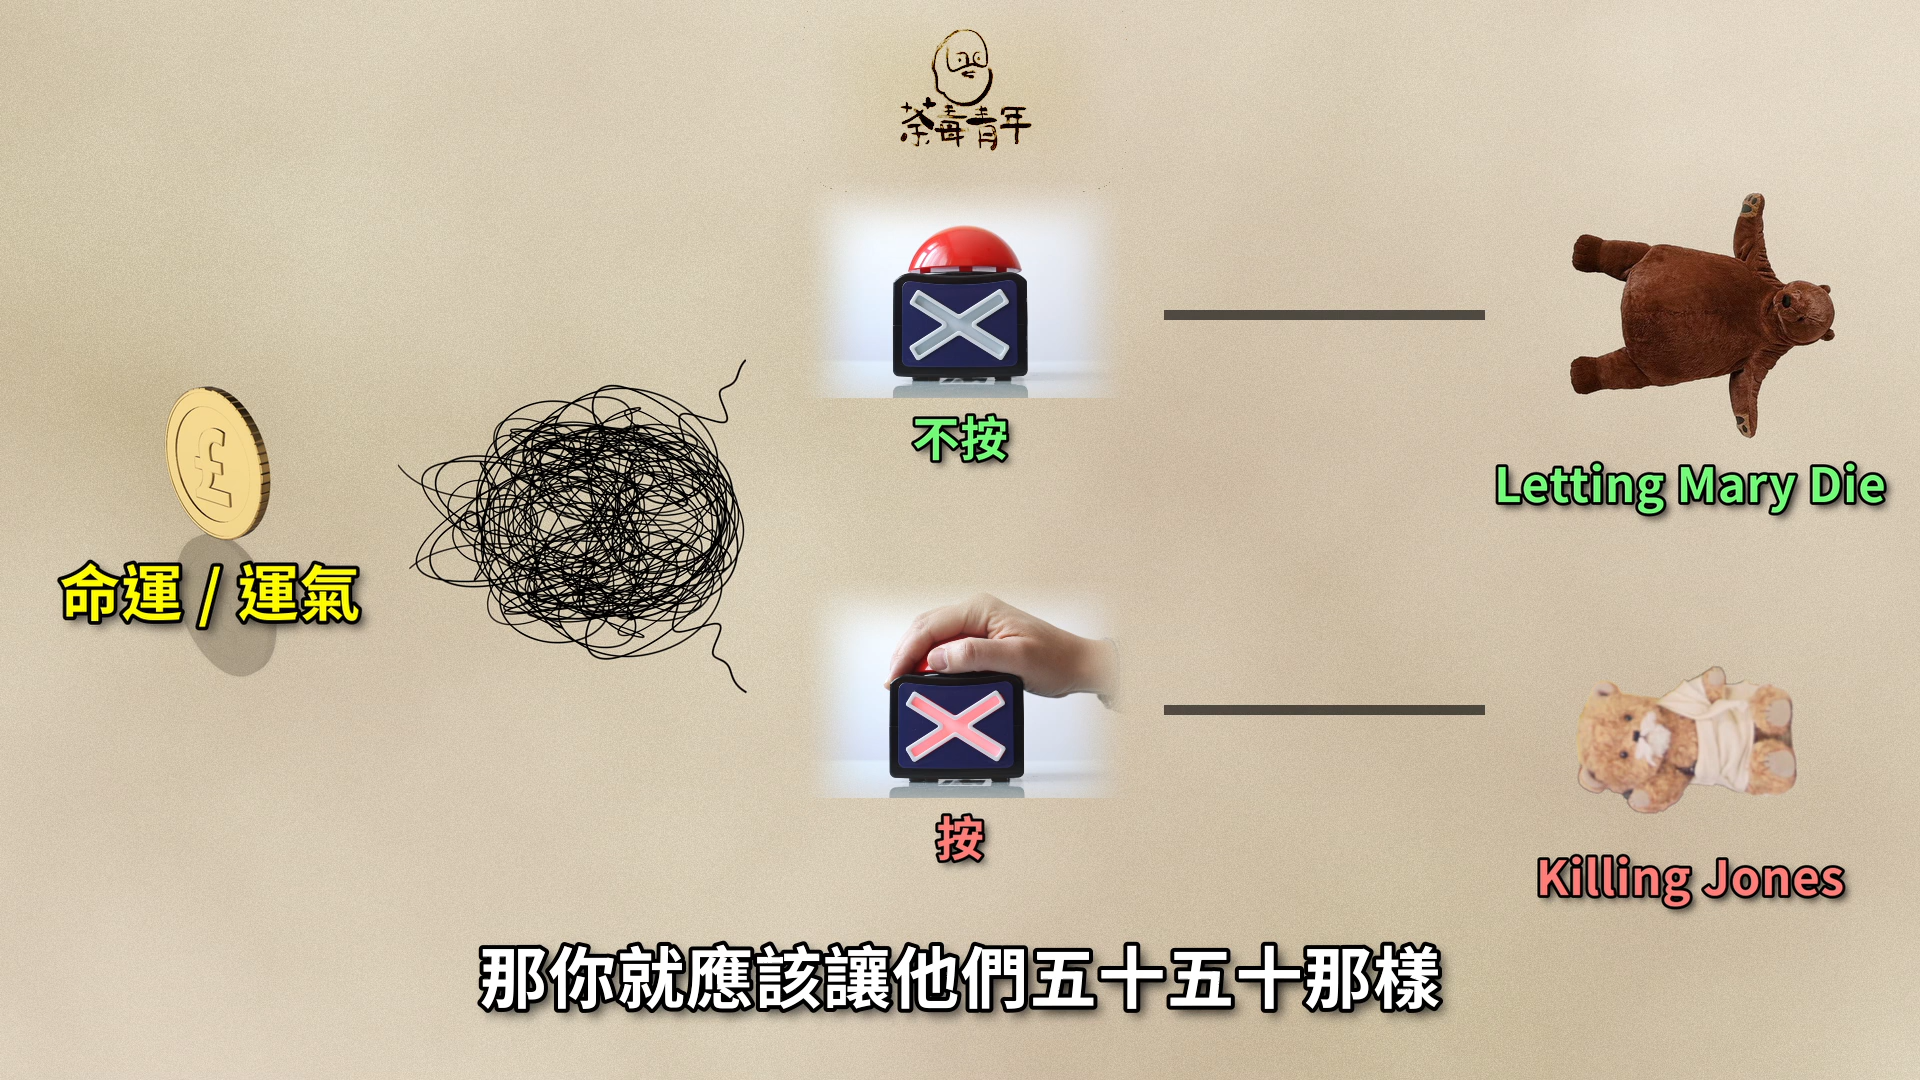 荼毒青年
不按
Letting Mary Die
命運 / 運氣
按
Killing Jones
那你就應該讓他們五十五十那樣